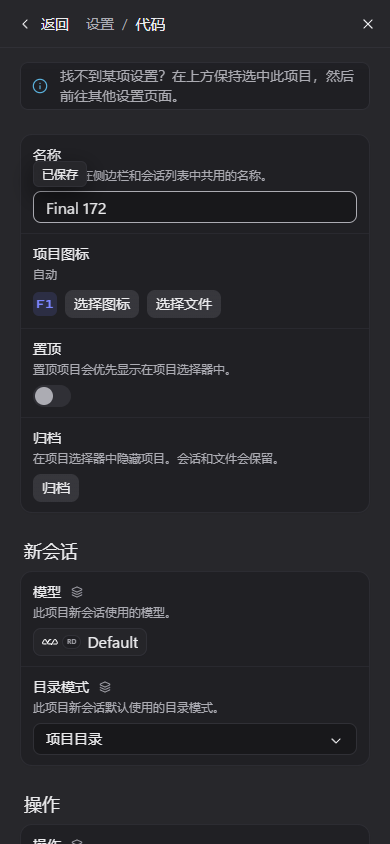 返回 设置 / 代码
找不到某项设置？在上方保持选中此项目，然后
前往其他设置页面。
名称
已保存
在侧边栏和会话列表中共用的名称。
Final 172
项目图标
自动
F1 选择图标 选择文件
置顶
置顶项目会优先显示在项目选择器中。
归档
在项目选择器中隐藏项目。会话和文件会保留。
归档
新会话
模型
此项目新会话使用的模型。
RD Default
目录模式
此项目新会话默认使用的目录模式。
项目目录
操作
操作